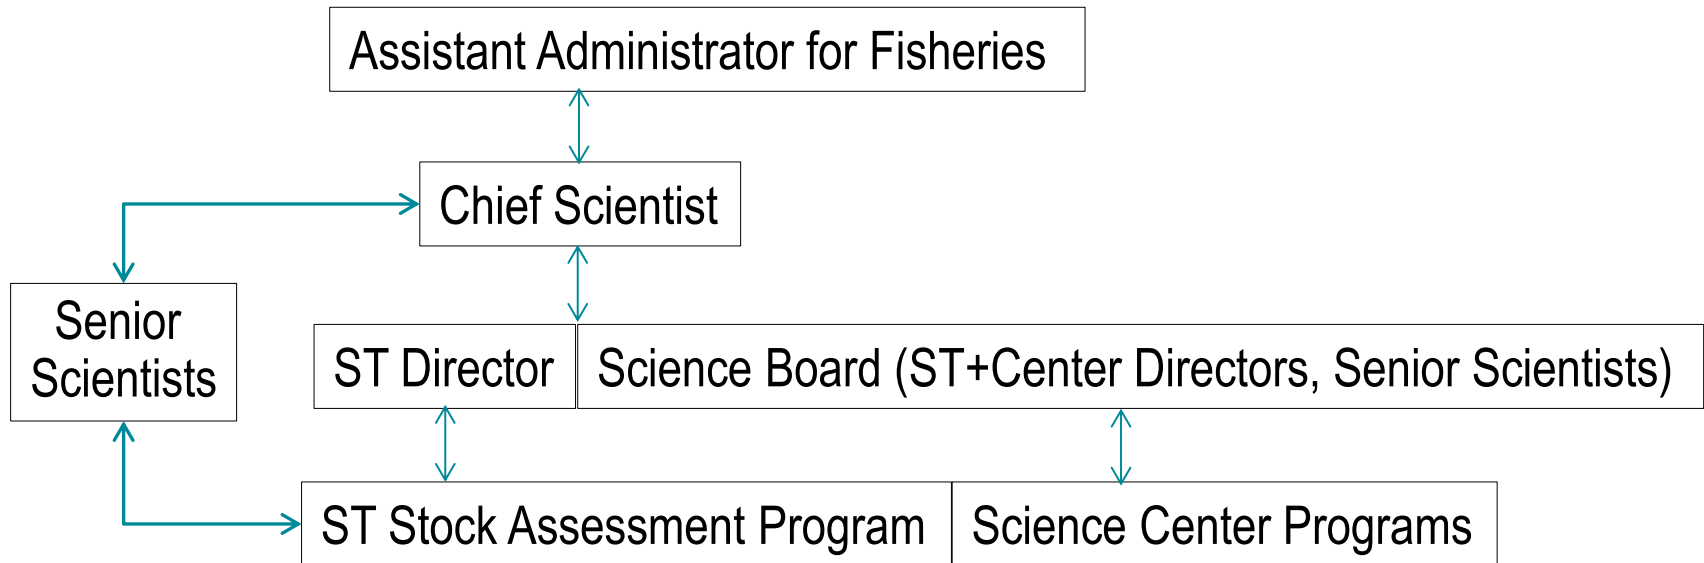 Assistant Administrator for Fisheries
Chief Scientist
Senior
Scientists
ST Director
Science Board (ST+Center Directors, Senior Scientists)
ST Stock Assessment Program
Science Center Programs